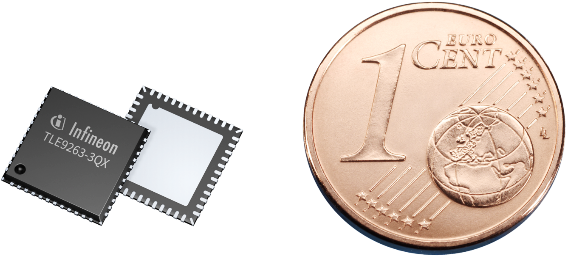 Infineon
TLE9263-3QX
1
EURO
CENT